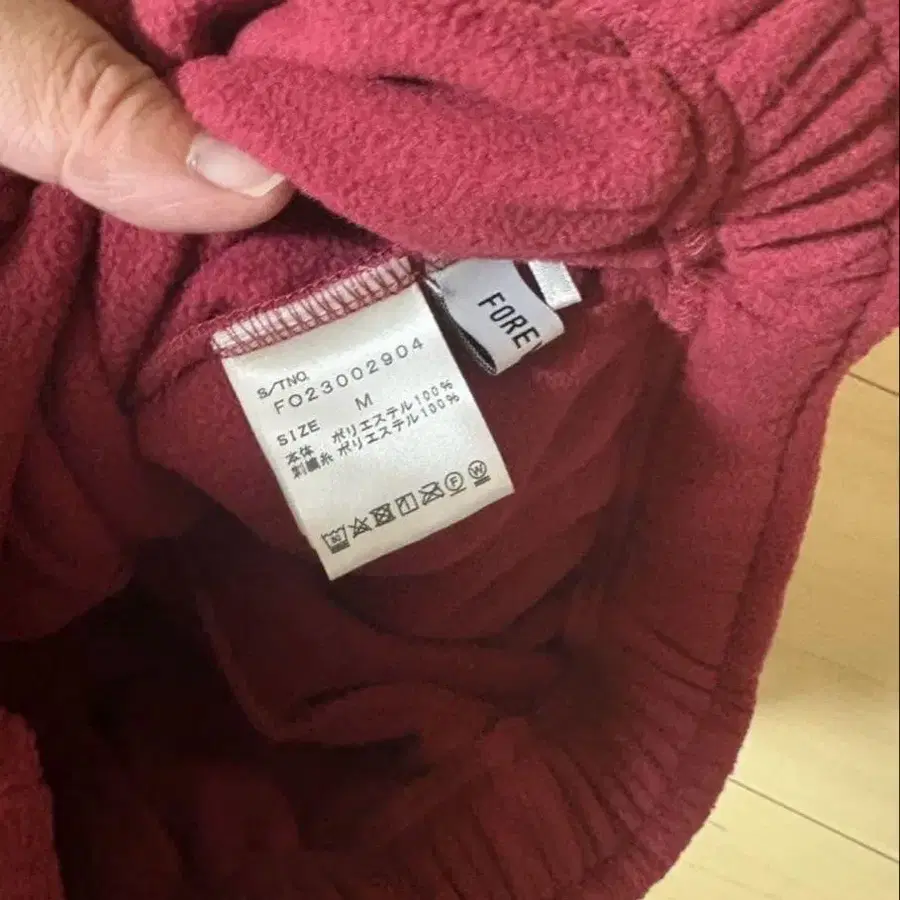 S/TNO.
FO23002904
SIZE M
本体 ポリエステル100%
刺繍糸 ポリエステル100%
FORE